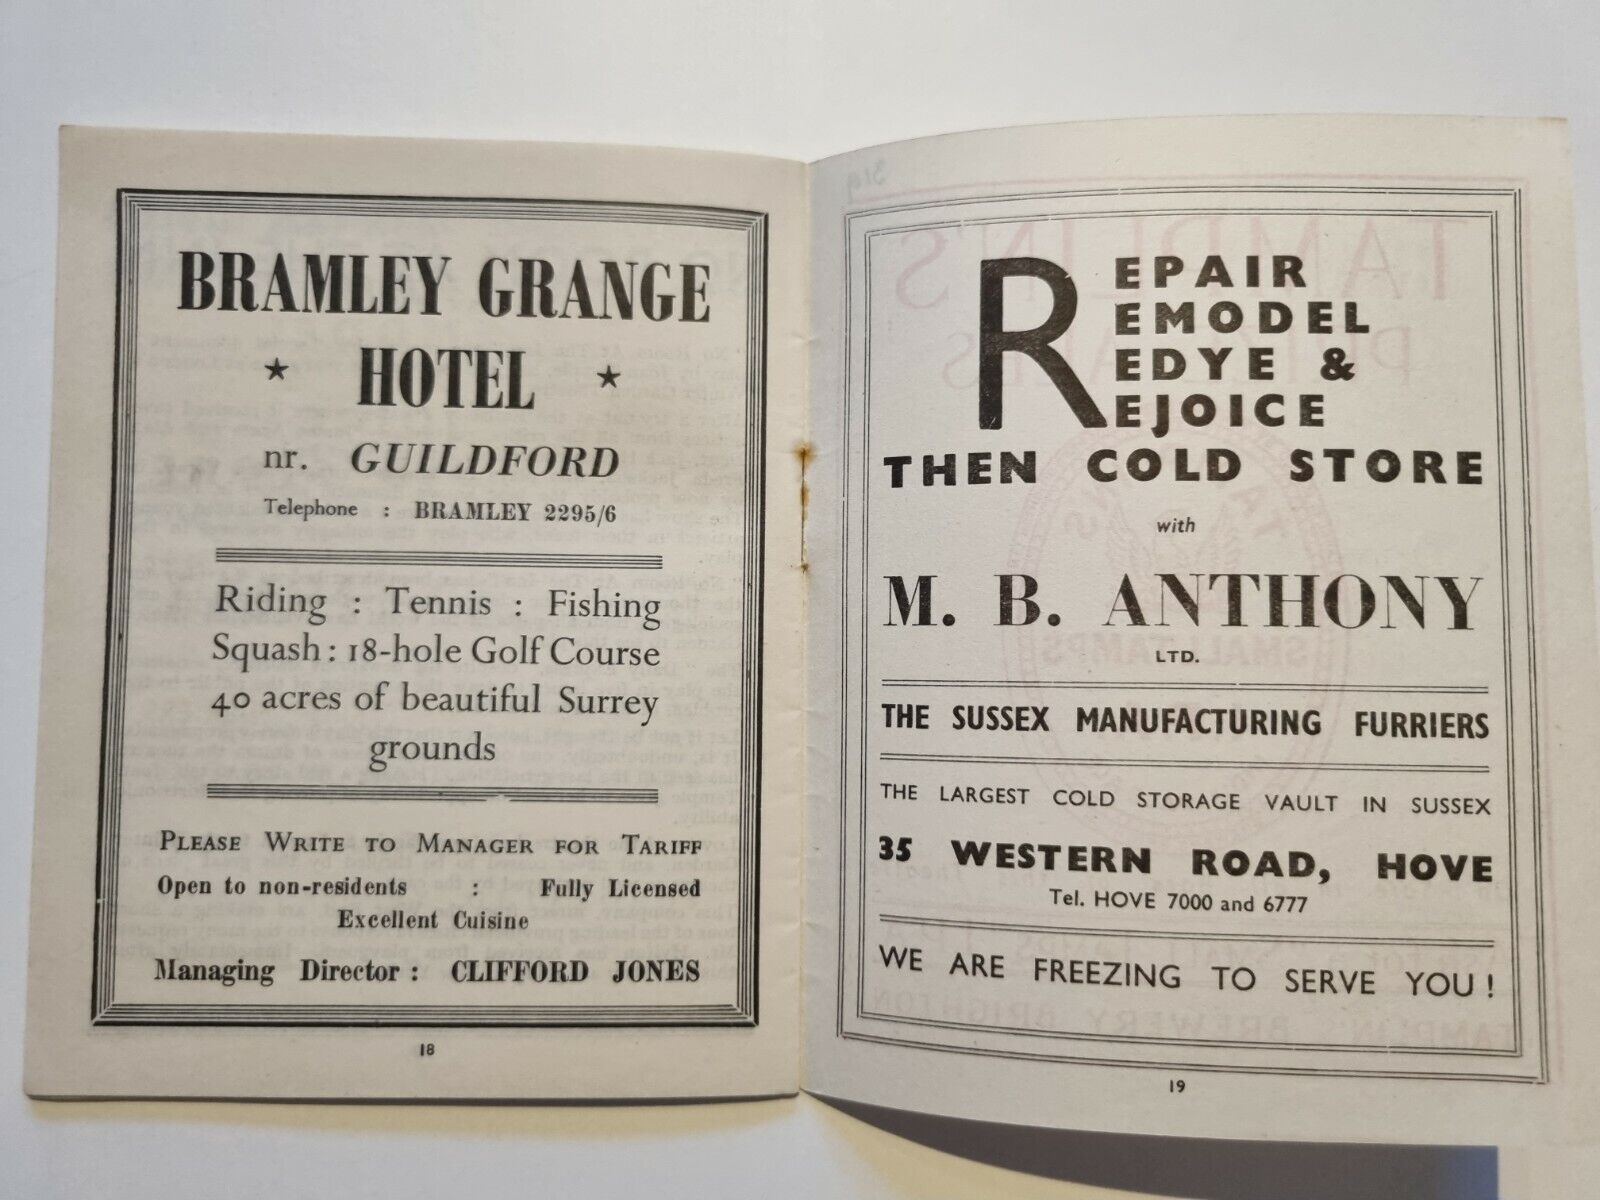 BRAMLEY GRANGE
★ HOTEL ★
nr. GUILDFORD
Telephone : BRAMLEY 2295/6
Riding : Tennis : Fishing
Squash : 18-hole Golf Course
40 acres of beautiful Surrey
grounds
PLEASE WRITE TO MANAGER FOR TARIFF
Open to non-residents : Fully Licensed
Excellent Cuisine
Managing Director : CLIFFORD JONES
18
REPAIR
REMODEL
REDYE &
REJOICE
THEN COLD STORE
with
M. B. ANTHONY
LTD.
THE SUSSEX MANUFACTURING FURRIERS
THE LARGEST COLD STORAGE VAULT IN SUSSEX
35 WESTERN ROAD, HOVE
Tel. HOVE 7000 and 6777
WE ARE FREEZING TO SERVE YOU !
19